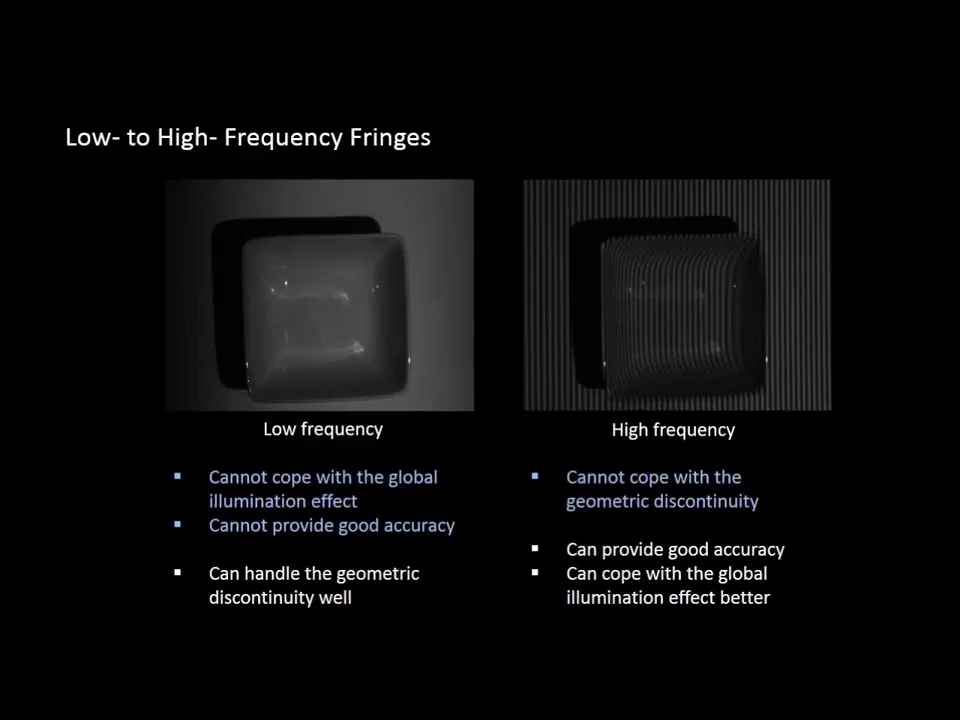 Low- to High- Frequency Fringes
Low frequency
▪ Cannot cope with the global
illumination effect
▪ Cannot provide good accuracy
▪ Can handle the geometric
discontinuity well
High frequency
▪ Cannot cope with the
geometric discontinuity
▪ Can provide good accuracy
▪ Can cope with the global
illumination effect better